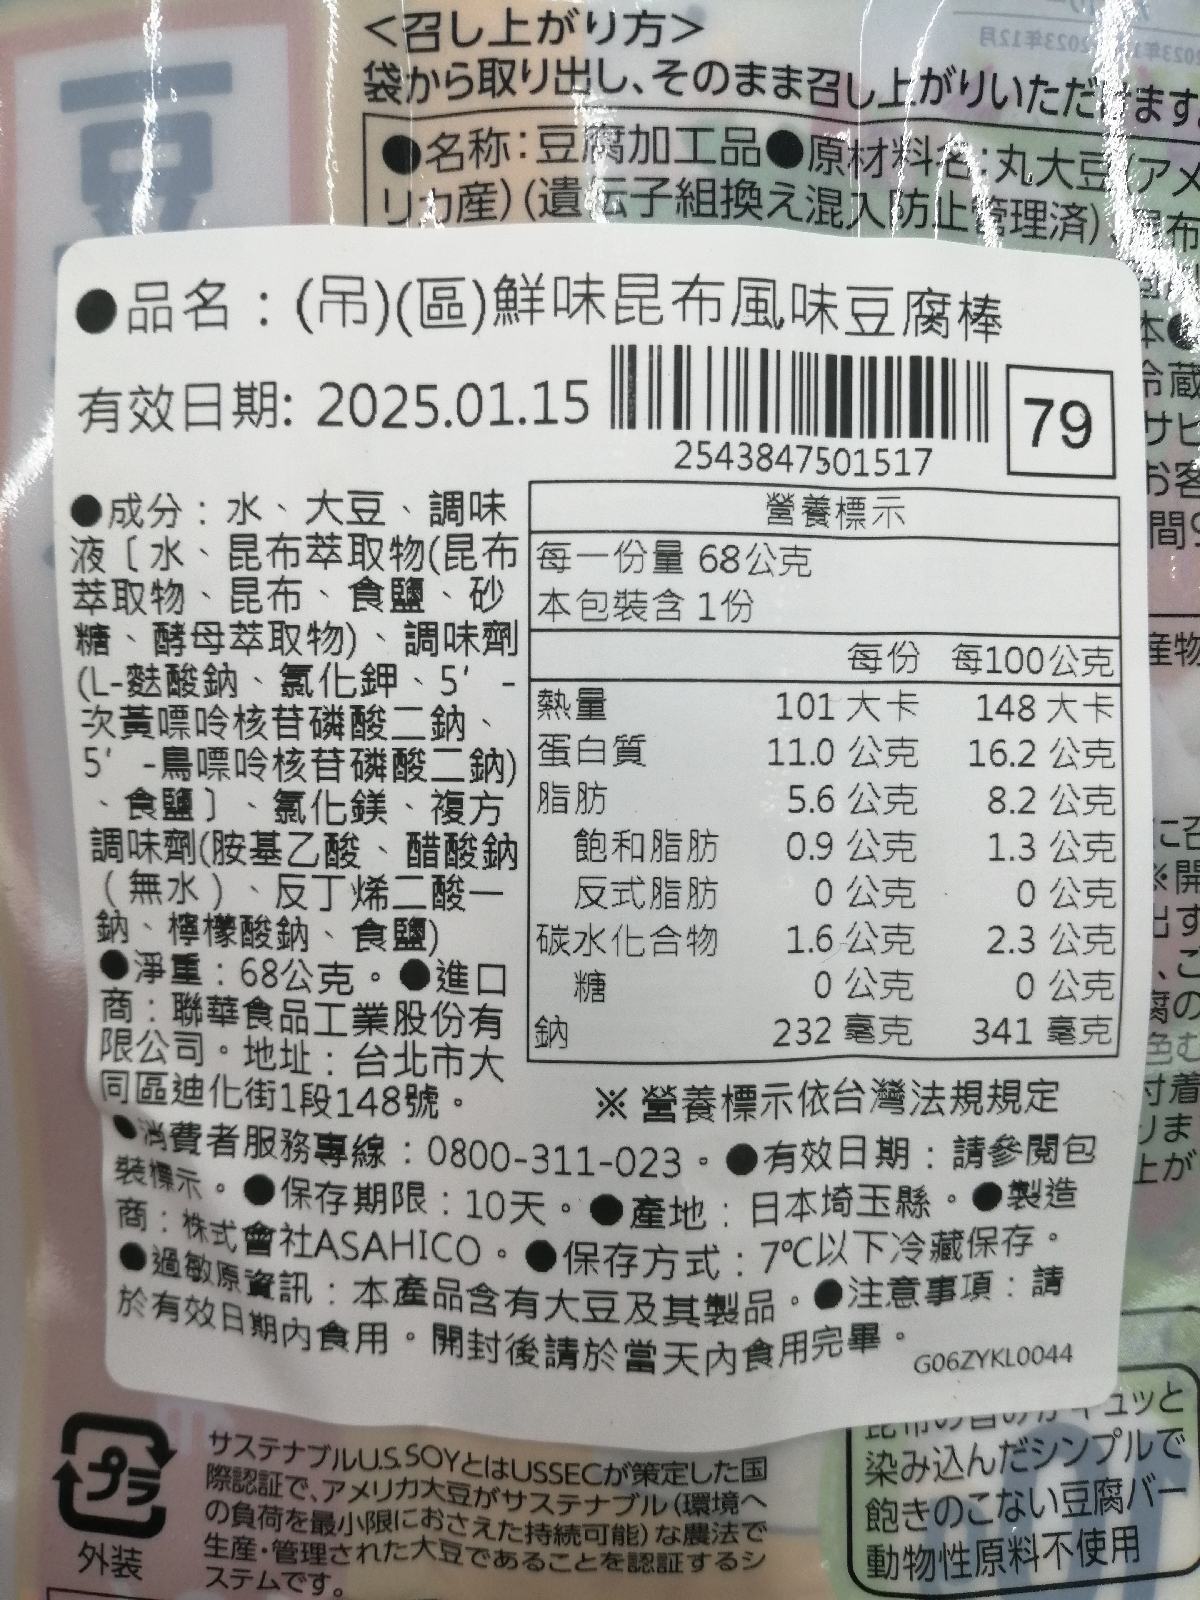 <召し上がり方>
袋から取り出し、そのまま召し上がりいただけます。
●名称:豆腐加工品●原材料名:丸大豆(アメ
リカ産)(遺伝子組換え混入防止管理済)、昆布
●品名：(吊)(區)鮮味昆布風味豆腐棒
有效日期: 2025.01.15
2543847501517
79
●成分：水、大豆、調味
液〔水、昆布萃取物(昆布
萃取物、昆布、食鹽、砂
糖、酵母萃取物)、調味劑
(L-麩酸鈉、氯化鉀、5'-
次黃嘌呤核苷磷酸二鈉、
5'-鳥嘌呤核苷磷酸二鈉)
、食鹽〕、氯化鎂、複方
調味劑(胺基乙酸、醋酸鈉
(無水)、反丁烯二酸一
鈉、檸檬酸鈉、食鹽)
●淨重：68公克。●進口
商：聯華食品工業股份有
限公司。地址：台北市大
同區迪化街1段148號。
營養標示
每一份量 68公克
本包裝含 1份
每份 每100公克
熱量 101 大卡 148 大卡
蛋白質 11.0 公克 16.2 公克
脂肪 5.6 公克 8.2 公克
飽和脂肪 0.9 公克 1.3 公克
反式脂肪 0 公克 0 公克
碳水化合物 1.6 公克 2.3 公克
糖 0 公克 0 公克
鈉 232 毫克 341 毫克
※ 營養標示依台灣法規規定
●消費者服務專線：0800-311-023。●有效日期：請參閱包
裝標示。●保存期限：10天。●產地：日本埼玉縣。●製造
商：株式會社ASAHICO。●保存方式：7℃以下冷藏保存。
●過敏原資訊：本產品含有大豆及其製品。●注意事項：請
於有效日期內食用。開封後請於當天內食用完畢。
G06ZYKL0044
プラ
外装
サステナブルU.S.SOYとはUSSECが策定した国
際認証で、アメリカ大豆がサステナブル(環境へ
の負荷を最小限におさえた持続可能)な農法で
生産・管理された大豆であることを認証するシ
ステムです。
染み込んだシンプルで
飽きのこない豆腐バー
動物性原料不使用